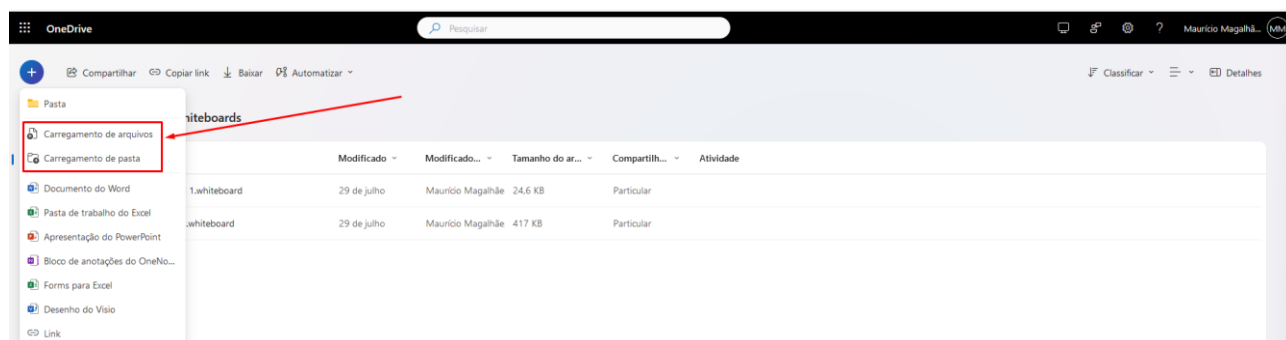 OneDrive Pesquisar ? Maurício Magalhã... MM
+ Compartilhar Copiar link Baixar Automatizar Classificar Detalhes
Pasta
hiteboards
Carregamento de arquivos
Carregamento de pasta Modificado Modificado... Tamanho do ar... Compartilh... Atividade
Documento do Word 1.whiteboard 29 de julho Maurício Magalhãe 24,6 KB Particular
Pasta de trabalho do Excel
.whiteboard 29 de julho Maurício Magalhãe 417 KB Particular
Apresentação do PowerPoint
Bloco de anotações do OneNo...
Forms para Excel
Desenho do Visio
Link